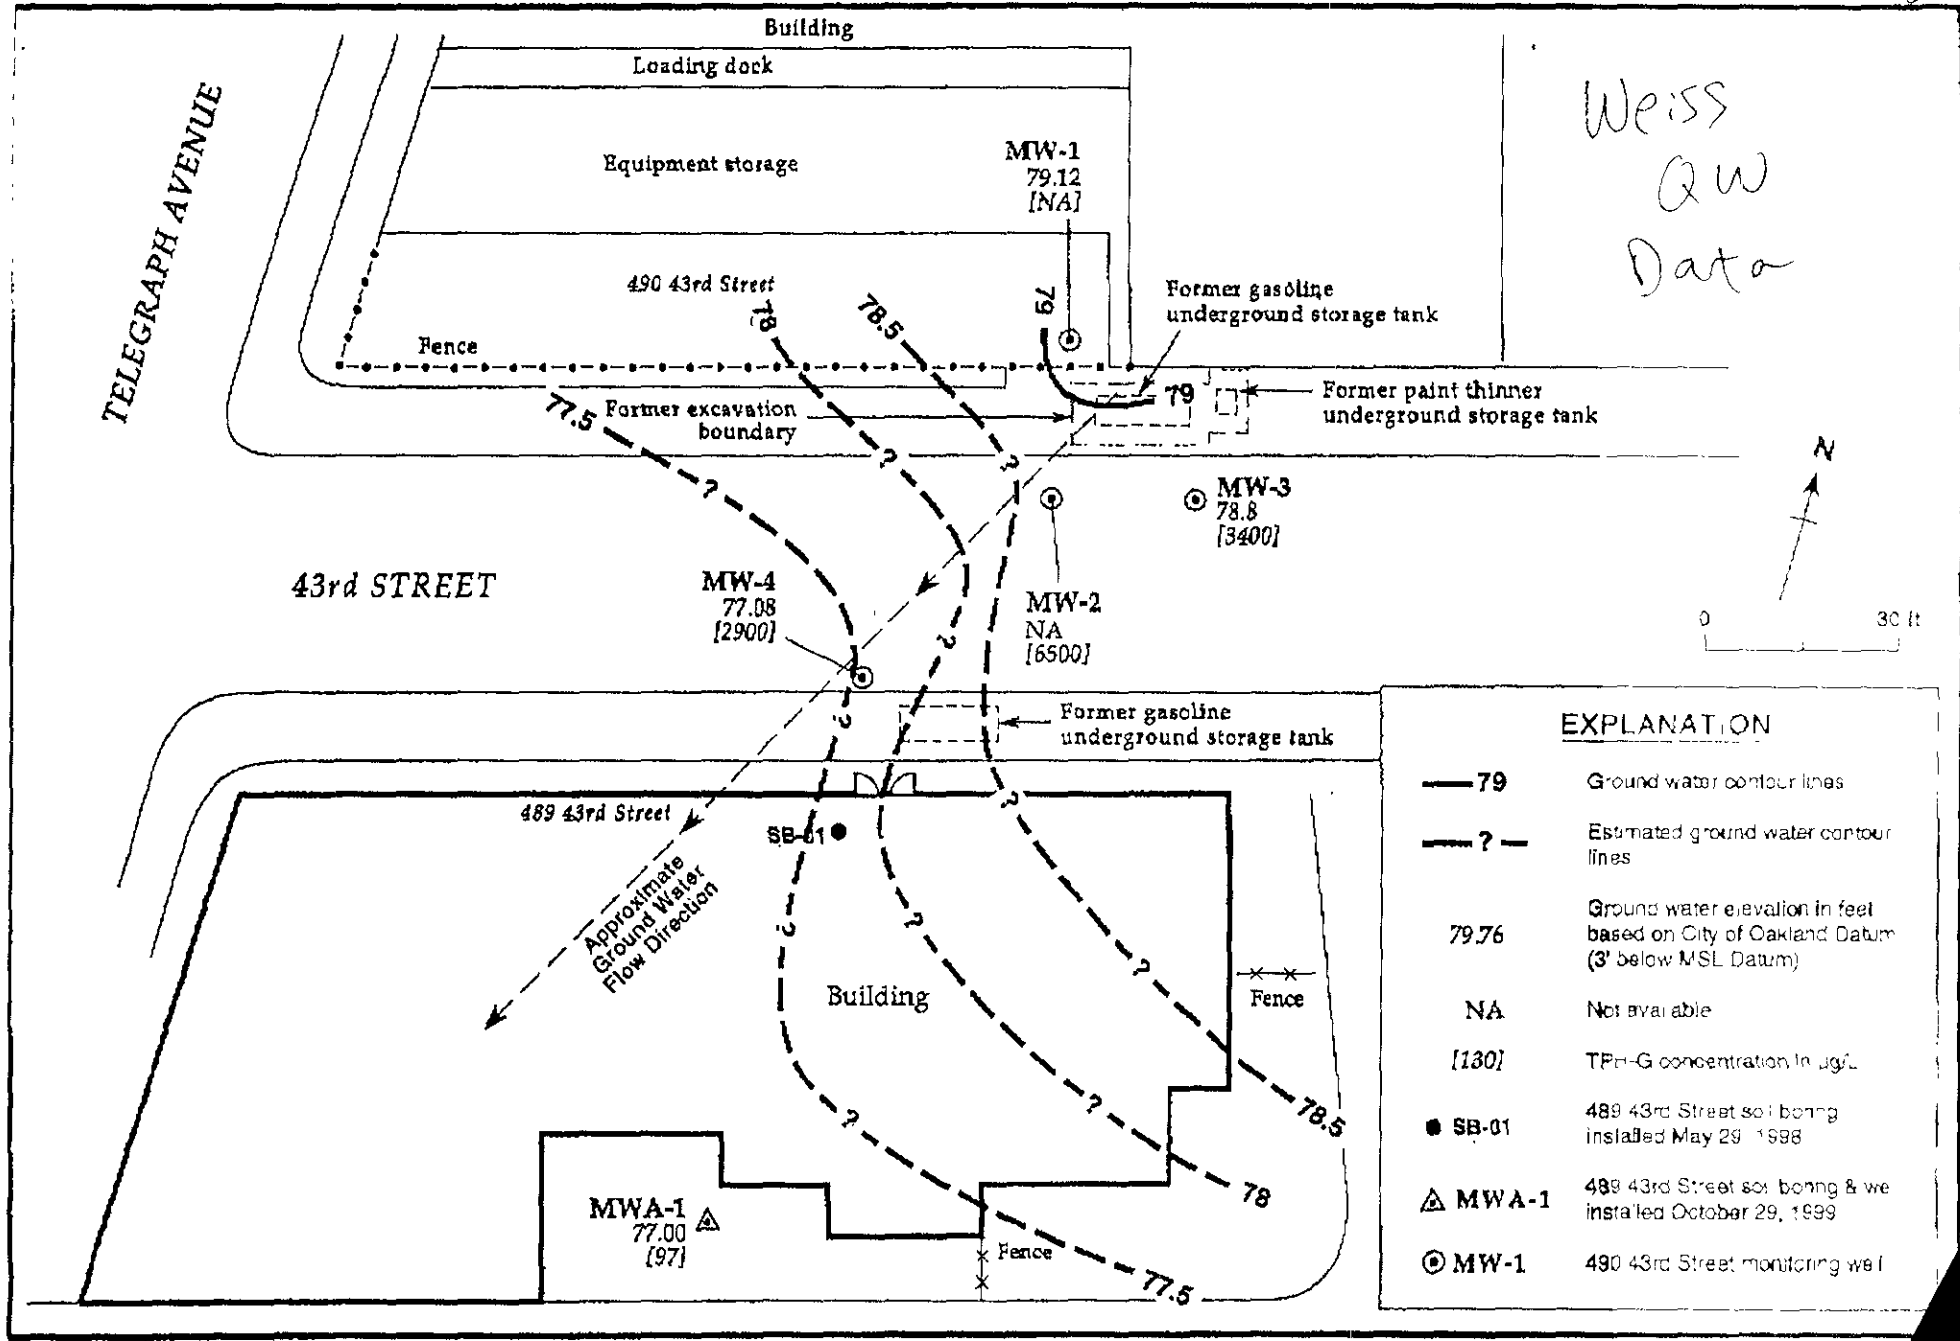 Building
Loading dock
Equipment storage
TELEGRAPH AVENUE
MW-1
79.12
[NA]
Weiss
QW
Data
490 43rd Street
78
78.5
79
Former gasoline
underground storage tank
Fence
77.5
Former excavation
boundary
79
Former paint thinner
underground storage tank
?
?
?
MW-3
78.8
[3400]
N
43rd STREET
MW-4
77.08
[2900]
MW-2
NA
[6500]
?
0 30 ft
?
Former gasoline
underground storage tank
489 43rd Street
SB-01
?
Approximate
Ground Water
Flow Direction
?
?
?
Building
Fence
?
?
78.5
78
MWA-1
77.00
[97]
Fence
77.5
EXPLANATION
79 Ground water contour lines
? Estimated ground water contour
lines
79.76 Ground water elevation in feet
based on City of Oakland Datum
(3' below MSL Datum)
NA Not available
[130] TPH-G concentration in µg/L
SB-01 489 43rd Street soil boring
installed May 29, 1998
MWA-1 489 43rd Street soil boring & we
installed October 29, 1999
MW-1 490 43rd Street monitoring well